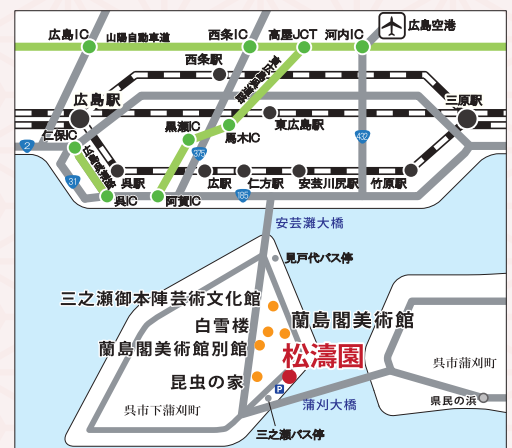 広島IC
山陽自動車道
西条IC
高屋JCT
河内IC
広島空港
西条駅
東広島呉道路
広島駅
三原駅
黒瀬IC
馬木IC
東広島駅
仁保IC
2
広島呉道路
375
432
31
呉駅
広駅
仁方駅
安芸川尻駅
竹原駅
呉IC
阿賀IC
185
安芸灘大橋
見戸代バス停
三之瀬御本陣芸術文化館
白雪楼
蘭島閣美術館
蘭島閣美術館別館
松濤園
昆虫の家
P
呉市蒲刈町
呉市下蒲刈町
蒲刈大橋
県民の浜
三之瀬バス停